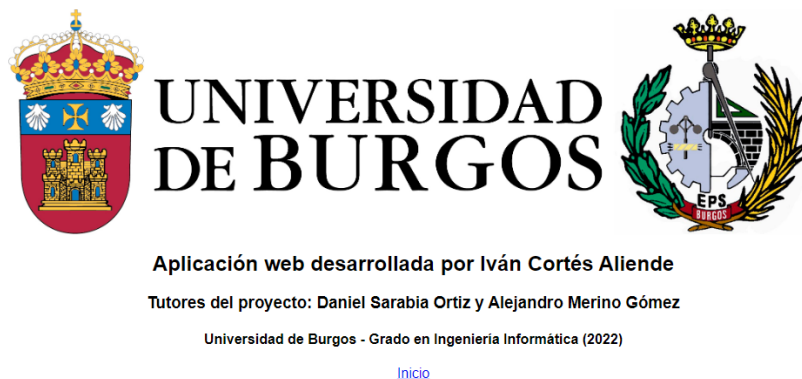 UNIVERSIDAD
DE BURGOS
EPS
BURGOS
Aplicación web desarrollada por Iván Cortés Aliende
Tutores del proyecto: Daniel Sarabia Ortiz y Alejandro Merino Gómez
Universidad de Burgos - Grado en Ingeniería Informática (2022)
Inicio